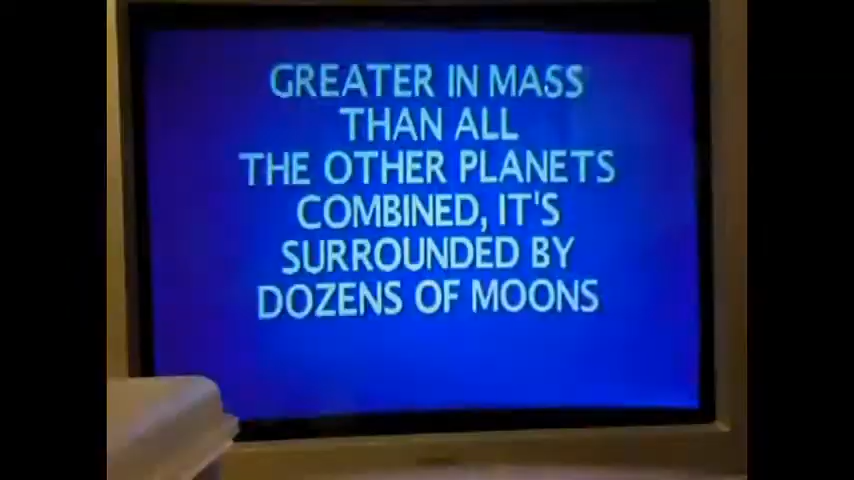 GREATER IN MASS
THAN ALL
THE OTHER PLANETS
COMBINED, IT'S
SURROUNDED BY
DOZENS OF MOONS